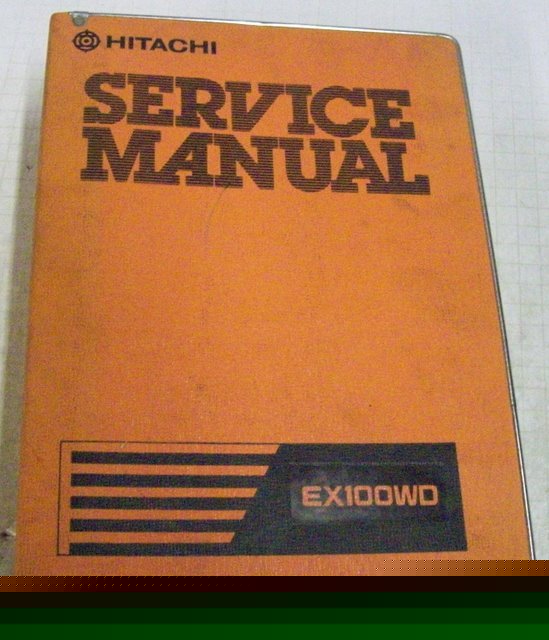 HITACHI
SERVICE
MANUAL
EX100WD